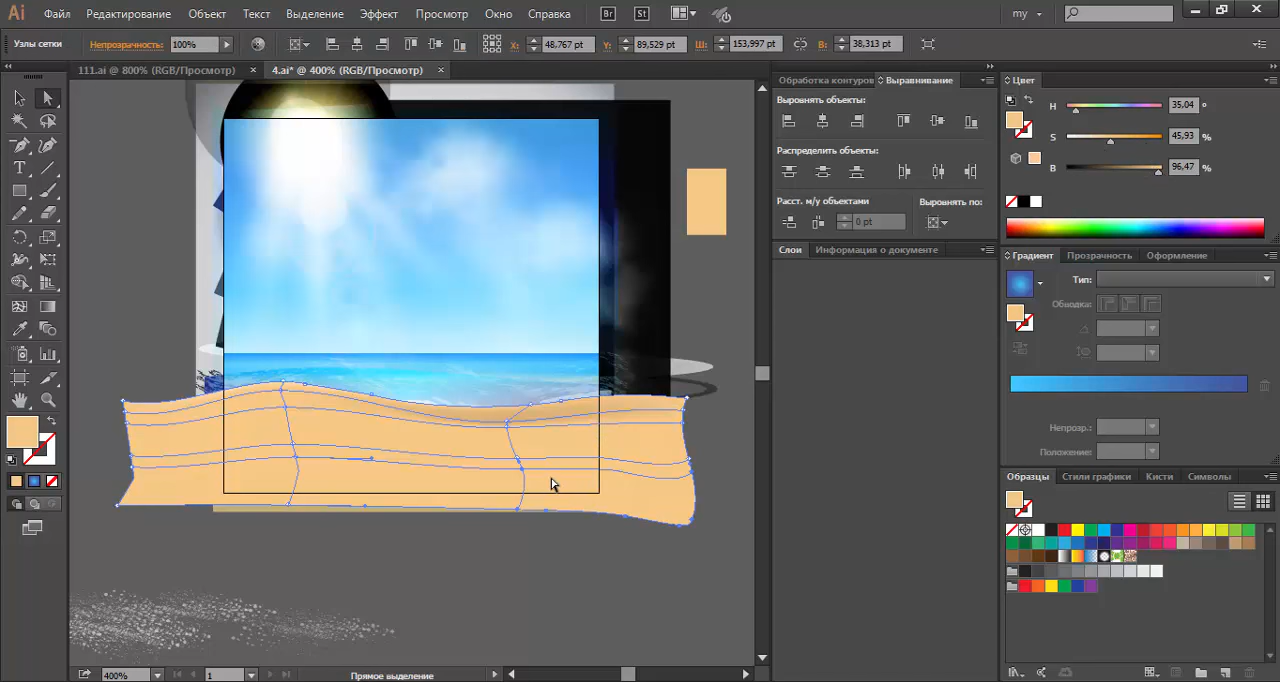 Ai Файл Редактирование Объект Текст Выделение Эффект Просмотр Окно Справка Br St my
Узлы сетки Непрозрачность: 100% X: 48,767 pt Y: 89,529 pt Ш: 153,997 pt В: 38,313 pt
111.ai @ 800% (RGB/Просмотр) × 4.ai* @ 400% (RGB/Просмотр) ×
Обработка контуров Выравнивание
Выровнять объекты:
Распределить объекты:
Расст. м/у объектами Выровнять по:
0 pt
Слои Информация о документе
Цвет
H 35,04 °
S 45,93 %
B 96,47 %
Градиент Прозрачность Оформление
Тип:
Обводка:
Непрозр.:
Положение:
Образцы Стили графики Кисти Символы
400% 1 Прямое выделение